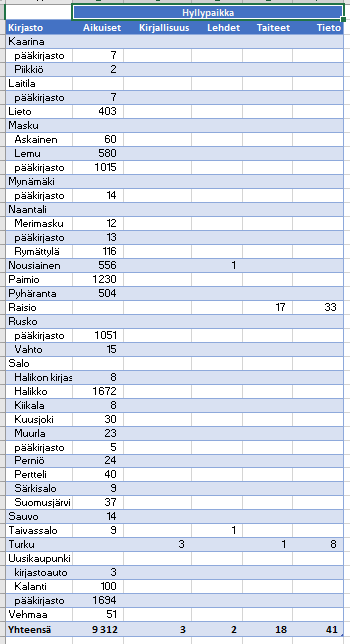 Hyllypaikka
Kirjasto Aikuiset Kirjallisuus Lehdet Taiteet Tieto
Kaarina
pääkirjasto 7
Piikkiö 2
Laitila
pääkirjasto 7
Lieto 403
Masku
Askainen 60
Lemu 580
pääkirjasto 1015
Mynämäki
pääkirjasto 14
Naantali
Merimasku 12
pääkirjasto 13
Rymättylä 116
Nousiainen 556 1
Paimio 1230
Pyhäranta 504
Raisio 17 33
Rusko
pääkirjasto 1051
Vahto 15
Salo
Halikon kirjas 8
Halikko 1672
Kiikala 8
Kuusjoki 30
Muurla 23
pääkirjasto 5
Perniö 24
Pertteli 40
Särkisalo 9
Suomusjärvi 37
Sauvo 14
Taivassalo 9 1
Turku 3 1 8
Uusikaupunki
kirjastoauto 3
Kalanti 100
pääkirjasto 1694
Vehmaa 51
Yhteensä 9 312 3 2 18 41